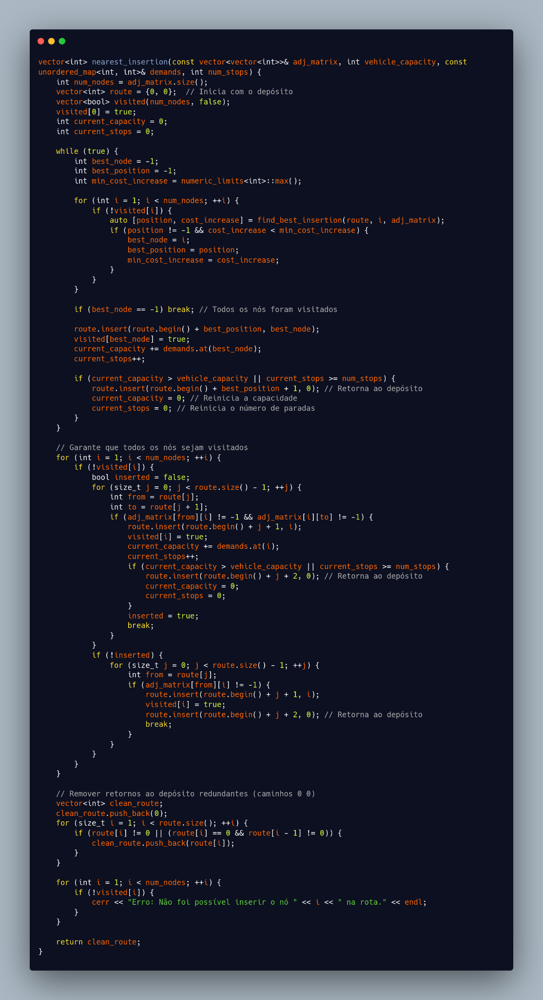 vector<int> nearest_insertion(const vector<vector<int>>& adj_matrix, int vehicle_capacity, const
unordered_map<int, int>& demands, int num_stops) {
    int num_nodes = adj_matrix.size();
    vector<int> route = {0, 0};  // Inicia com o depósito
    vector<bool> visited(num_nodes, false);
    visited[0] = true;
    int current_capacity = 0;
    int current_stops = 0;

    while (true) {
        int best_node = -1;
        int best_position = -1;
        int min_cost_increase = numeric_limits<int>::max();

        for (int i = 1; i < num_nodes; ++i) {
            if (!visited[i]) {
                auto [position, cost_increase] = find_best_insertion(route, i, adj_matrix);
                if (position != -1 && cost_increase < min_cost_increase) {
                    best_node = i;
                    best_position = position;
                    min_cost_increase = cost_increase;
                }
            }
        }

        if (best_node == -1) break; // Todos os nós foram visitados

        route.insert(route.begin() + best_position, best_node);
        visited[best_node] = true;
        current_capacity += demands.at(best_node);
        current_stops++;

        if (current_capacity > vehicle_capacity || current_stops >= num_stops) {
            route.insert(route.begin() + best_position + 1, 0); // Retorna ao depósito
            current_capacity = 0; // Reinicia a capacidade
            current_stops = 0; // Reinicia o número de paradas
        }
    }

    // Garante que todos os nós sejam visitados
    for (int i = 1; i < num_nodes; ++i) {
        if (!visited[i]) {
            bool inserted = false;
            for (size_t j = 0; j < route.size() - 1; ++j) {
                int from = route[j];
                int to = route[j + 1];
                if (adj_matrix[from][i] != -1 && adj_matrix[i][to] != -1) {
                    route.insert(route.begin() + j + 1, i);
                    visited[i] = true;
                    current_capacity += demands.at(i);
                    current_stops++;
                    if (current_capacity > vehicle_capacity || current_stops >= num_stops) {
                        route.insert(route.begin() + j + 2, 0); // Retorna ao depósito
                        current_capacity = 0;
                        current_stops = 0;
                    }
                    inserted = true;
                    break;
                }
            }
            if (!inserted) {
                for (size_t j = 0; j < route.size() - 1; ++j) {
                    int from = route[j];
                    if (adj_matrix[from][i] != -1) {
                        route.insert(route.begin() + j + 1, i);
                        visited[i] = true;
                        route.insert(route.begin() + j + 2, 0); // Retorna ao depósito
                        break;
                    }
                }
            }
        }
    }

    // Remover retornos ao depósito redundantes (caminhos 0 0)
    vector<int> clean_route;
    clean_route.push_back(0);
    for (size_t i = 1; i < route.size(); ++i) {
        if (route[i] != 0 || (route[i] == 0 && route[i - 1] != 0)) {
            clean_route.push_back(route[i]);
        }
    }

    for (int i = 1; i < num_nodes; ++i) {
        if (!visited[i]) {
            cerr << "Erro: Não foi possível inserir o nó " << i << " na rota." << endl;
        }
    }

    return clean_route;
}